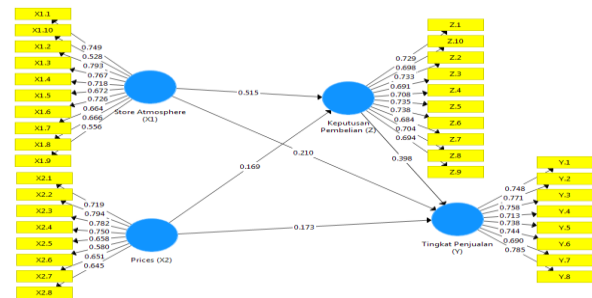 X1.1
X1.10
X1.2
X1.3
X1.4
X1.5
X1.6
X1.7
X1.8
X1.9
0.749
0.528
0.793
0.767
0.718
0.672
0.726
0.664
0.666
0.556
Store Atmosphere
(X1)
X2.1
X2.2
X2.3
X2.4
X2.5
X2.6
X2.7
X2.8
0.719
0.794
0.782
0.750
0.658
0.580
0.651
0.645
Prices (X2)
0.515
0.169
0.210
0.173
0.398
Keputusan
Pembelian (Z)
0.729
0.698
0.733
0.691
0.708
0.735
0.738
0.684
0.704
0.694
Z.1
Z.10
Z.2
Z.3
Z.4
Z.5
Z.6
Z.7
Z.8
Z.9
Tingkat Penjualan
(Y)
0.748
0.771
0.758
0.713
0.738
0.744
0.690
0.785
Y.1
Y.2
Y.3
Y.4
Y.5
Y.6
Y.7
Y.8